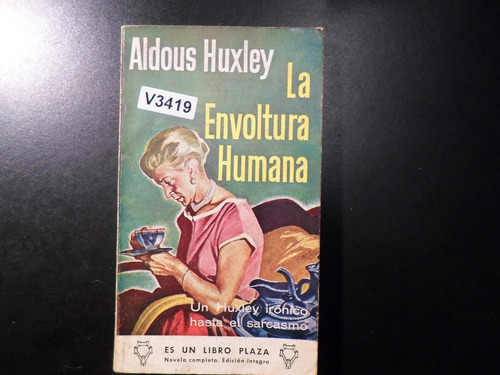 Aldous Huxley
V3419
La
Envoltura
Humana
Un Huxley irónico
hasta el sarcasmo
ES UN LIBRO PLAZA
Novela completa. Edición íntegra